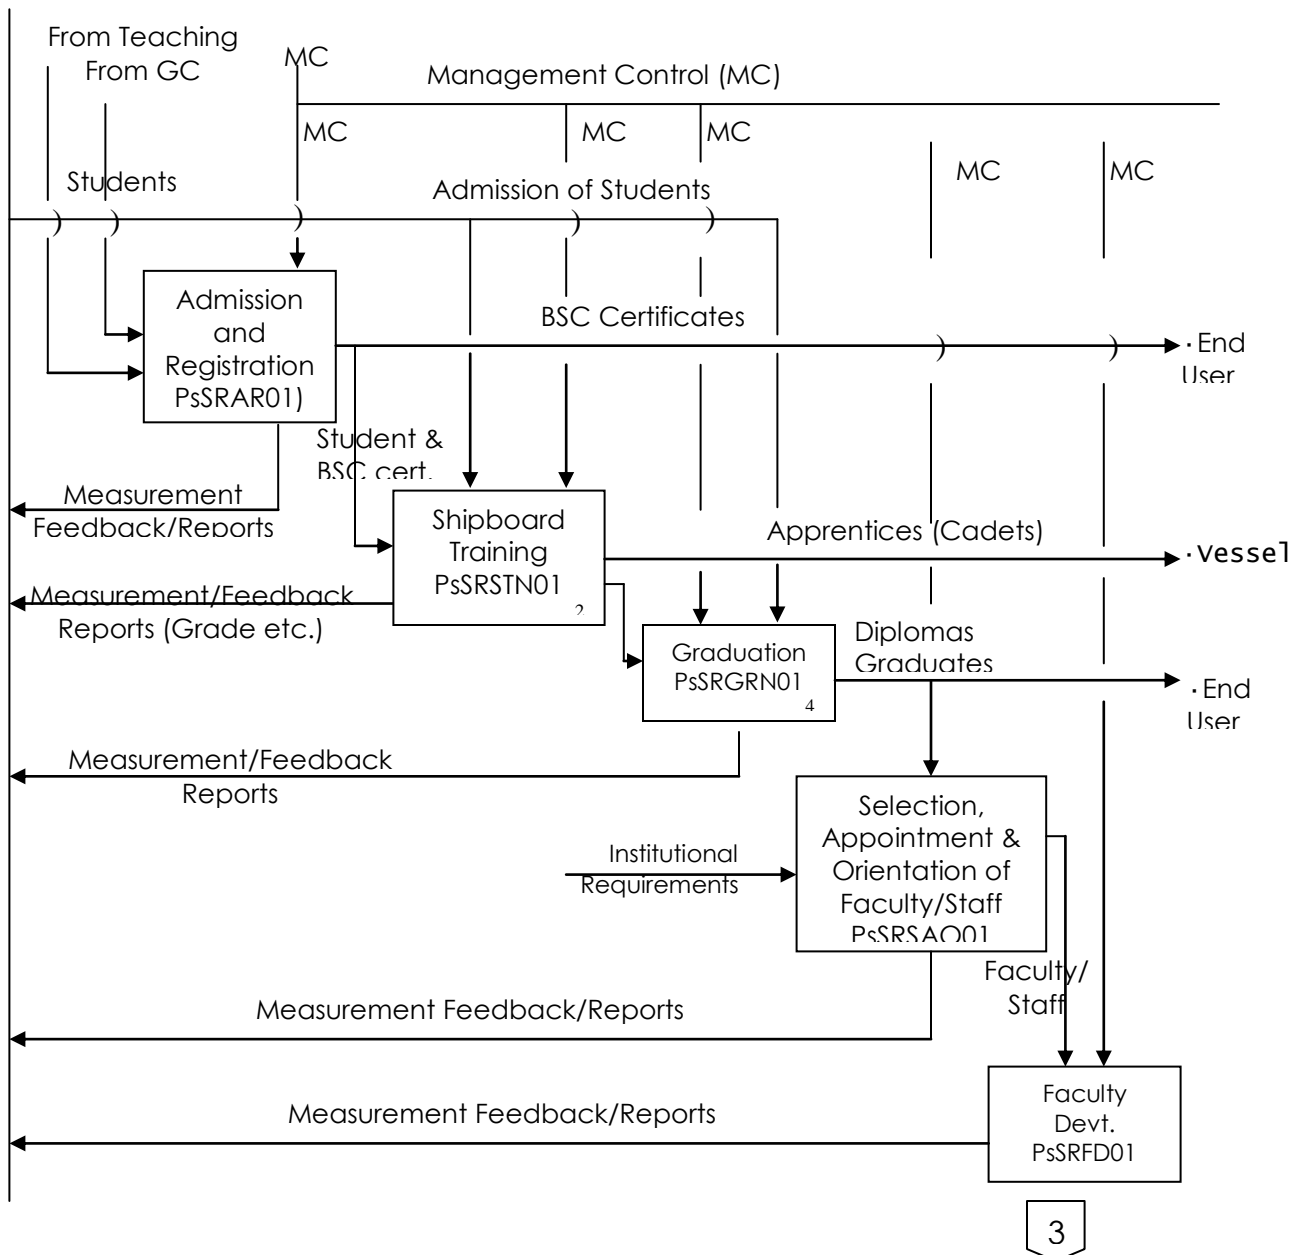 From Teaching
From GC
MC
Management Control (MC)
MC
MC
MC
MC
MC
Students
Admission of Students
Admission
and
Registration
PsSRAR01)
BSC Certificates
· End
User
Student &
BSC cert.
Measurement
Feedback/Reports
Shipboard
Training
PsSRSTN01
2
Apprentices (Cadets)
· Vessel
Measurement/Feedback
Reports (Grade etc.)
Graduation
PsSRGRN01
4
Diplomas
Graduates
· End
User
Measurement/Feedback
Reports
Selection,
Appointment &
Orientation of
Faculty/Staff
PsSRSAO01
Institutional
Requirements
Faculty/
Staff
Measurement Feedback/Reports
Faculty
Devt.
PsSRFD01
Measurement Feedback/Reports
3